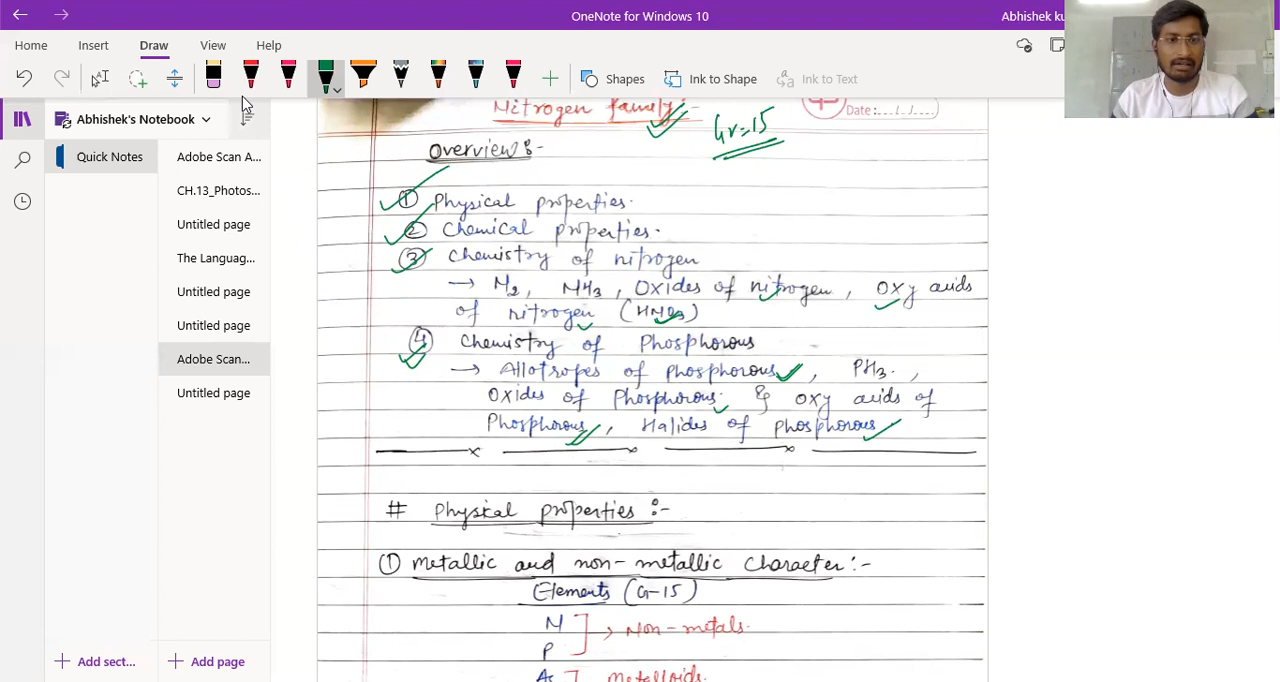 OneNote for Windows 10
Abhishek ku
Home Insert Draw View Help
Shapes Ink to Shape Ink to Text
Abhishek's Notebook
Quick Notes
Adobe Scan A...
CH.13_Photos...
Untitled page
The Languag...
Untitled page
Untitled page
Adobe Scan...
Untitled page
Add sect...
Add page
Nitrogen family :-
Gr=15
Date:.../.../...
Overview :-
① Physical properties.
② Chemical properties.
③ Chemistry of nitrogen
→ N2, NH3, Oxides of nitrogen, Oxy acids
of nitrogen (HNO3)
④ Chemistry of Phosphorous
→ Allotropes of Phosphorous, PH3,
Oxides of Phosphorous & oxy acids of
Phosphorous, Halides of Phosphorous
# Physical properties :-
① Metallic and non-metallic character :-
Elements (G-15)
N
P
→ Non-metals.
As
metalloids.